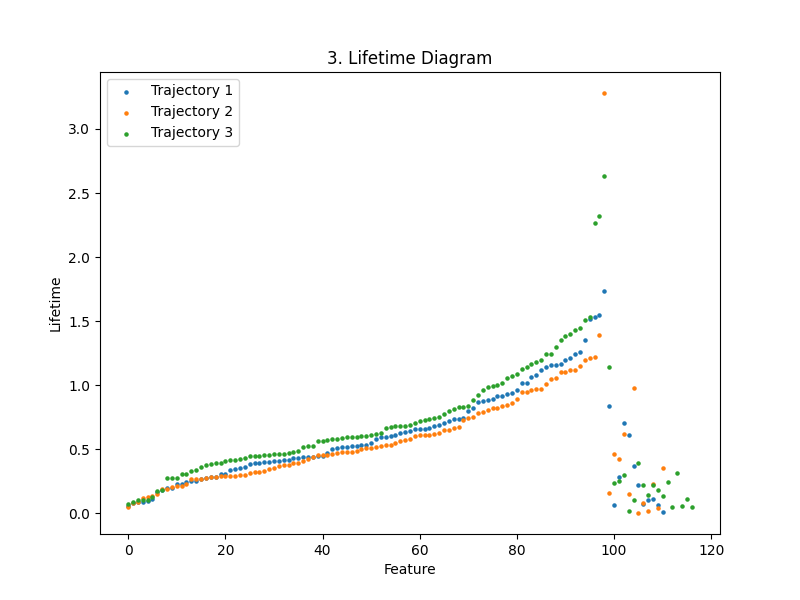 3. Lifetime Diagram
Trajectory 1
Trajectory 2
Trajectory 3
3.0
2.5
2.0
1.5
1.0
0.5
0.0
Lifetime
0 20 40 60 80 100 120
Feature